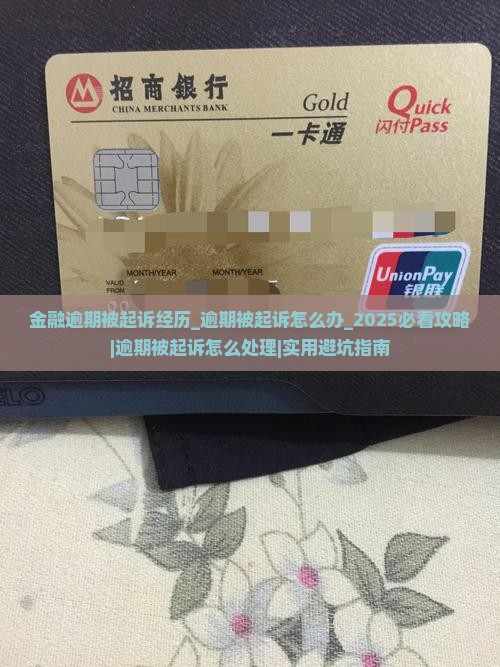 招商銀行
CHINA MERCHANTS BANK
Gold
一卡通
Quick
闪付Pass
MONTH/YEAR MONTH/YEAR
VALID
FROM
UnionPay
银联
金融逾期被起诉经历_逾期被起诉怎么办_2025必看攻略
|逾期被起诉怎么处理|实用避坑指南
ELO